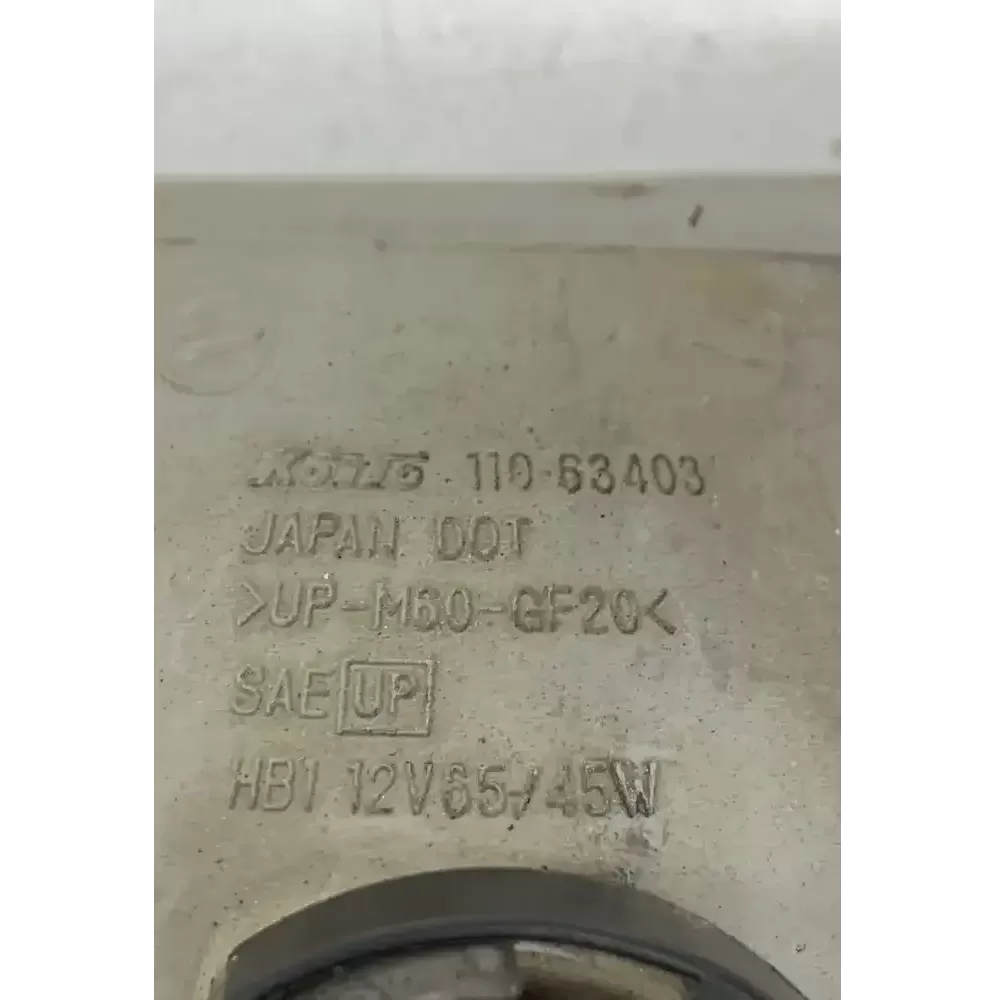 KOITO 110-63403
JAPAN DOT
>UP-M60-GF20<
SAE UP
HB1 12V65/45W